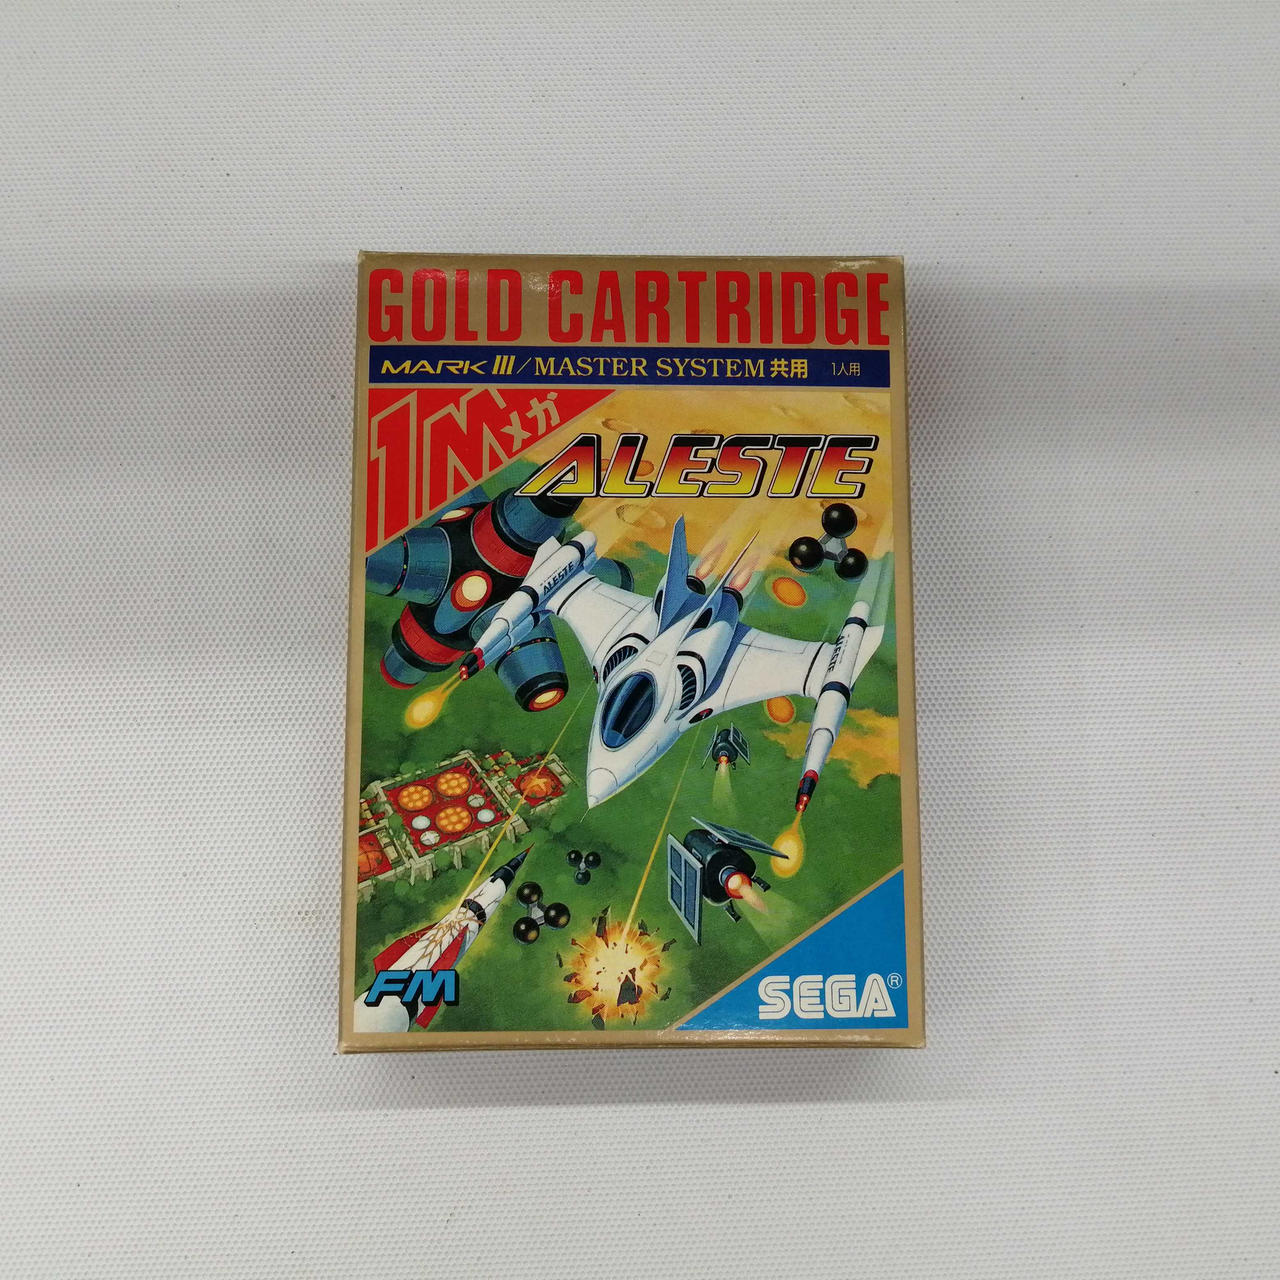 GOLD CARTRIDGE
MARK III/MASTER SYSTEM共用 1人用
1Mメガ
ALESTE
ALESTE
ALESTE
FM
SEGA®